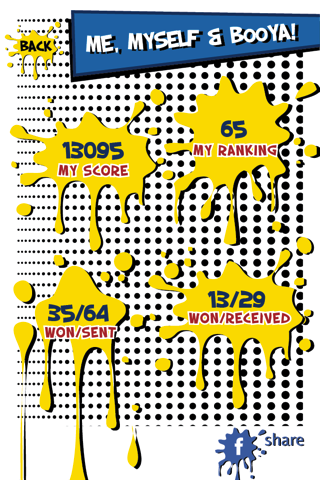 BACK
ME, MYSELF & BOOYA!
13095
MY SCORE
65
MY RANKING
35/64
WON/SENT
13/29
WON/RECEIVED
f share